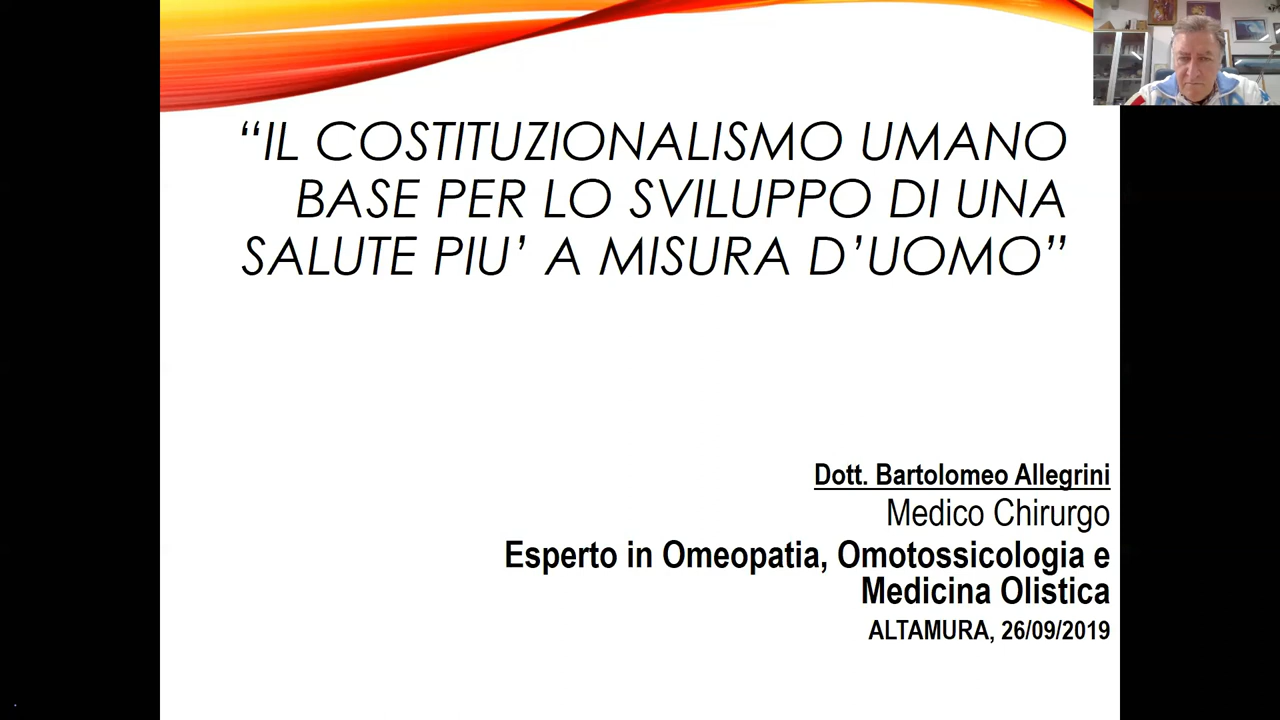 “IL COSTITUZIONALISMO UMANO
BASE PER LO SVILUPPO DI UNA
SALUTE PIU’ A MISURA D’UOMO”
Dott. Bartolomeo Allegrini
Medico Chirurgo
Esperto in Omeopatia, Omotossicologia e
Medicina Olistica
ALTAMURA, 26/09/2019